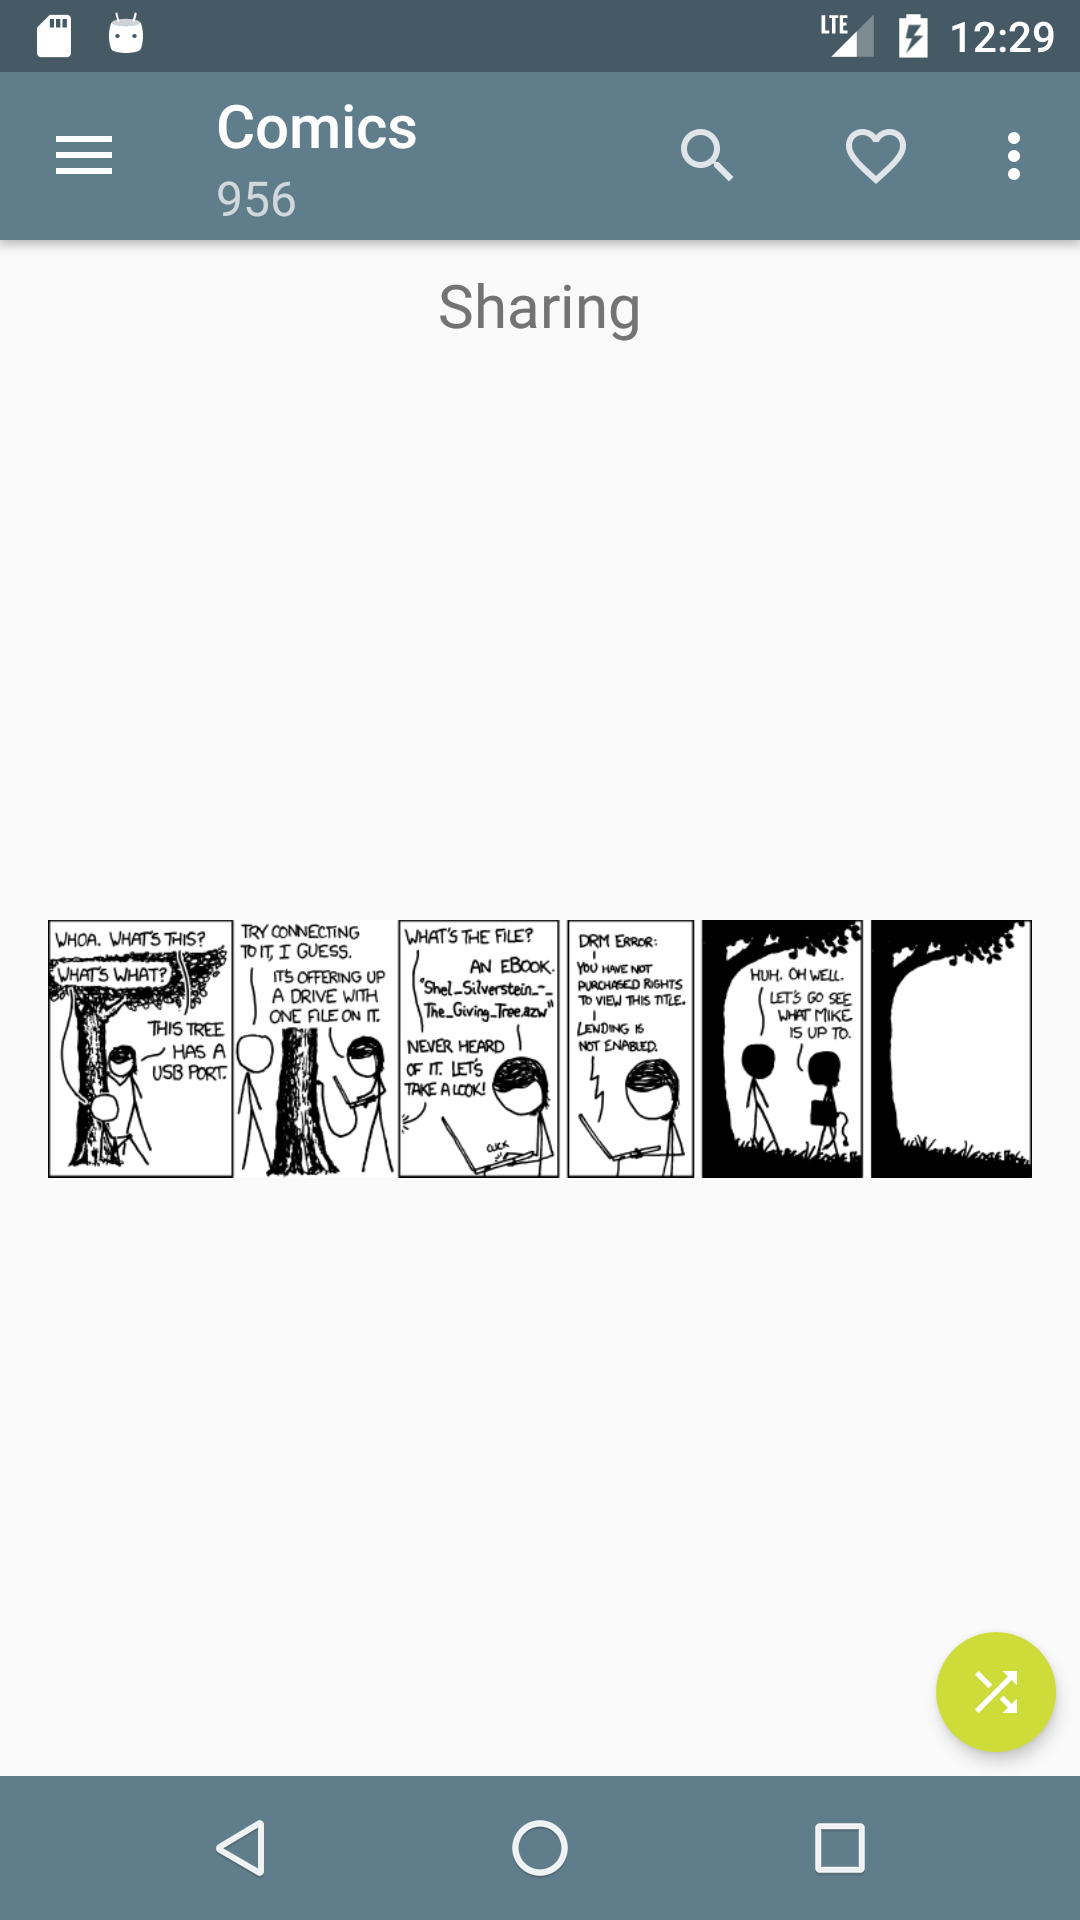 LTE 12:29
Comics
956
Sharing
WHOA. WHAT'S THIS?
WHAT'S WHAT?
THIS TREE
HAS A
USB PORT.
TRY CONNECTING
TO IT, I GUESS.
IT'S OFFERING UP
A DRIVE WITH
ONE FILE ON IT.
WHAT'S THE FILE?
AN EBOOK.
"Shel_Silverstein_-_
The_Giving_Tree.azw"
NEVER HEARD
OF IT. LET'S
TAKE A LOOK!
CLICK
DRM ERROR:
YOU HAVE NOT
PURCHASED RIGHTS
TO VIEW THIS TITLE.
LENDING IS
NOT ENABLED.
HUH. OH WELL.
LET'S GO SEE
WHAT MIKE
IS UP TO.